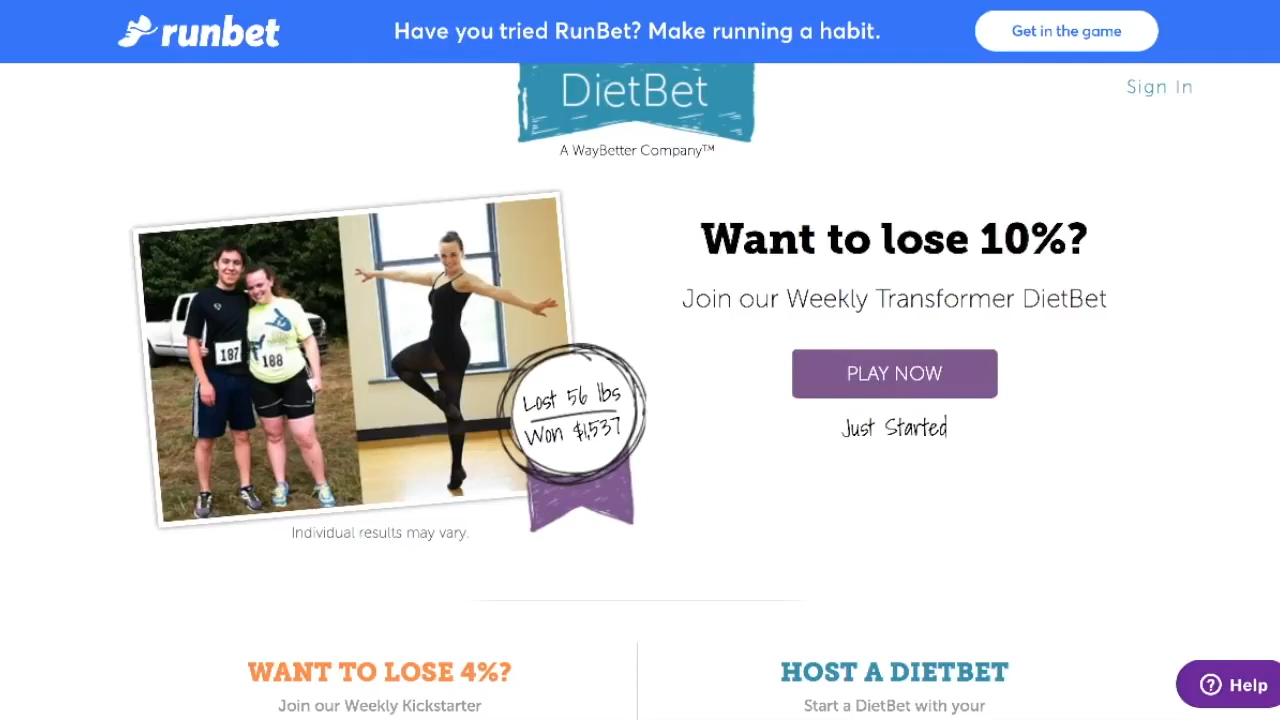 runbet
Have you tried RunBet? Make running a habit.
Get in the game
DietBet
Sign In
A WayBetter Company™
Want to lose 10%?
Join our Weekly Transformer DietBet
187
188
PLAY NOW
Lost 56 lbs
Won $1,537
Just Started
Individual results may vary.
WANT TO LOSE 4%?
Join our Weekly Kickstarter
HOST A DIETBET
Start a DietBet with your
Help